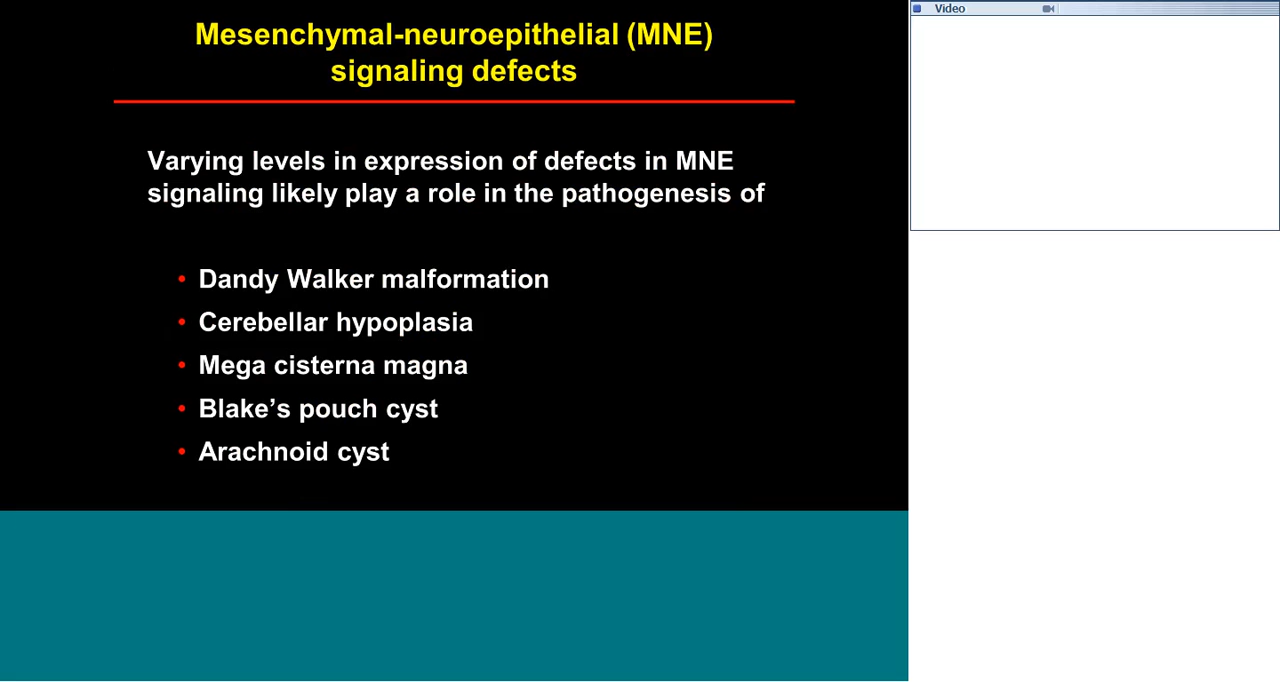 Mesenchymal-neuroepithelial (MNE)
signaling defects
Varying levels in expression of defects in MNE
signaling likely play a role in the pathogenesis of
• Dandy Walker malformation
• Cerebellar hypoplasia
• Mega cisterna magna
• Blake’s pouch cyst
• Arachnoid cyst
Video